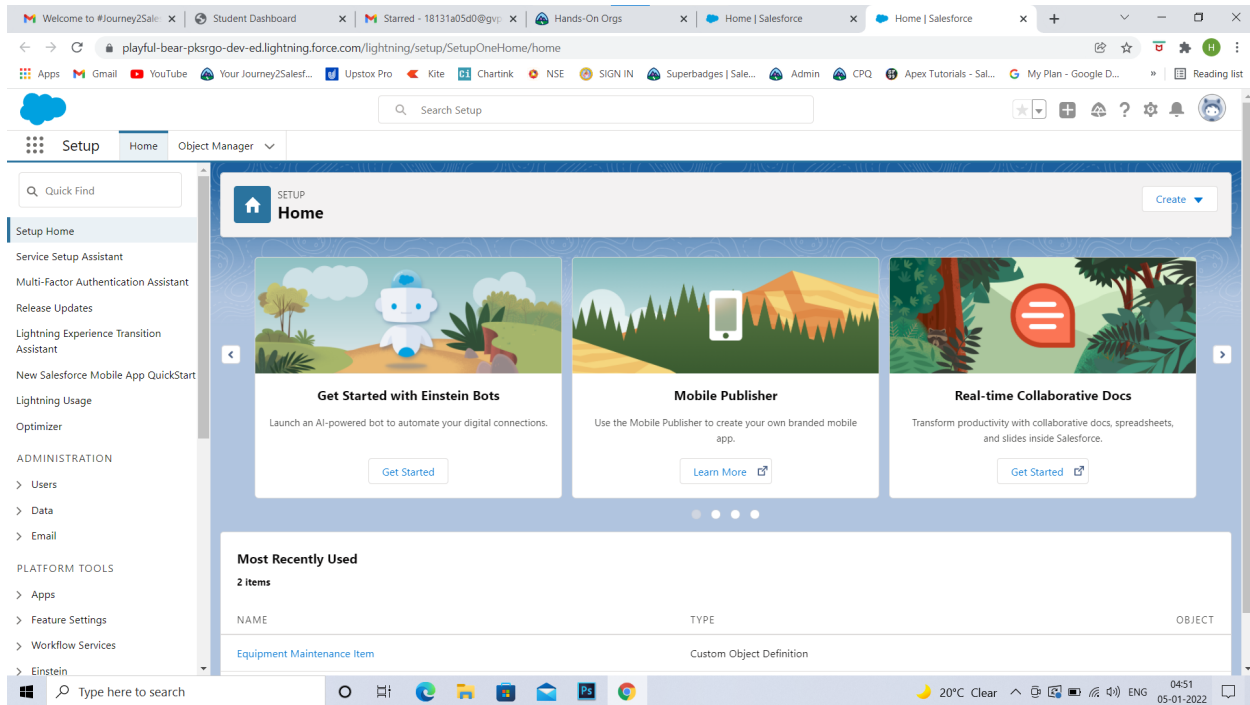 Welcome to #Journey2Sale
Student Dashboard
Starred - 18131a05d0@gvp
Hands-On Orgs
Home | Salesforce
Home | Salesforce
playful-bear-pksrgo-dev-ed.lightning.force.com/lightning/setup/SetupOneHome/home
H
Apps
Gmail
YouTube
Your Journey2Salesf...
Upstox Pro
Kite
Ci Chartink
NSE
SIGN IN
Superbadges | Sale...
Admin
CPQ
Apex Tutorials - Sal...
My Plan - Google D...
»
Reading list
Search Setup
Setup
Home
Object Manager
Quick Find
Setup Home
Service Setup Assistant
Multi-Factor Authentication Assistant
Release Updates
Lightning Experience Transition
Assistant
New Salesforce Mobile App QuickStart
Lightning Usage
Optimizer
ADMINISTRATION
Users
Data
Email
PLATFORM TOOLS
Apps
Feature Settings
Workflow Services
Einstein
SETUP
Home
Create
Get Started with Einstein Bots
Launch an AI-powered bot to automate your digital connections.
Get Started
Mobile Publisher
Use the Mobile Publisher to create your own branded mobile
app.
Learn More
Real-time Collaborative Docs
Transform productivity with collaborative docs, spreadsheets,
and slides inside Salesforce.
Get Started
Most Recently Used
2 items
NAME TYPE OBJECT
Equipment Maintenance Item Custom Object Definition
Type here to search
Ps
20°C Clear
ENG
04:51
05-01-2022